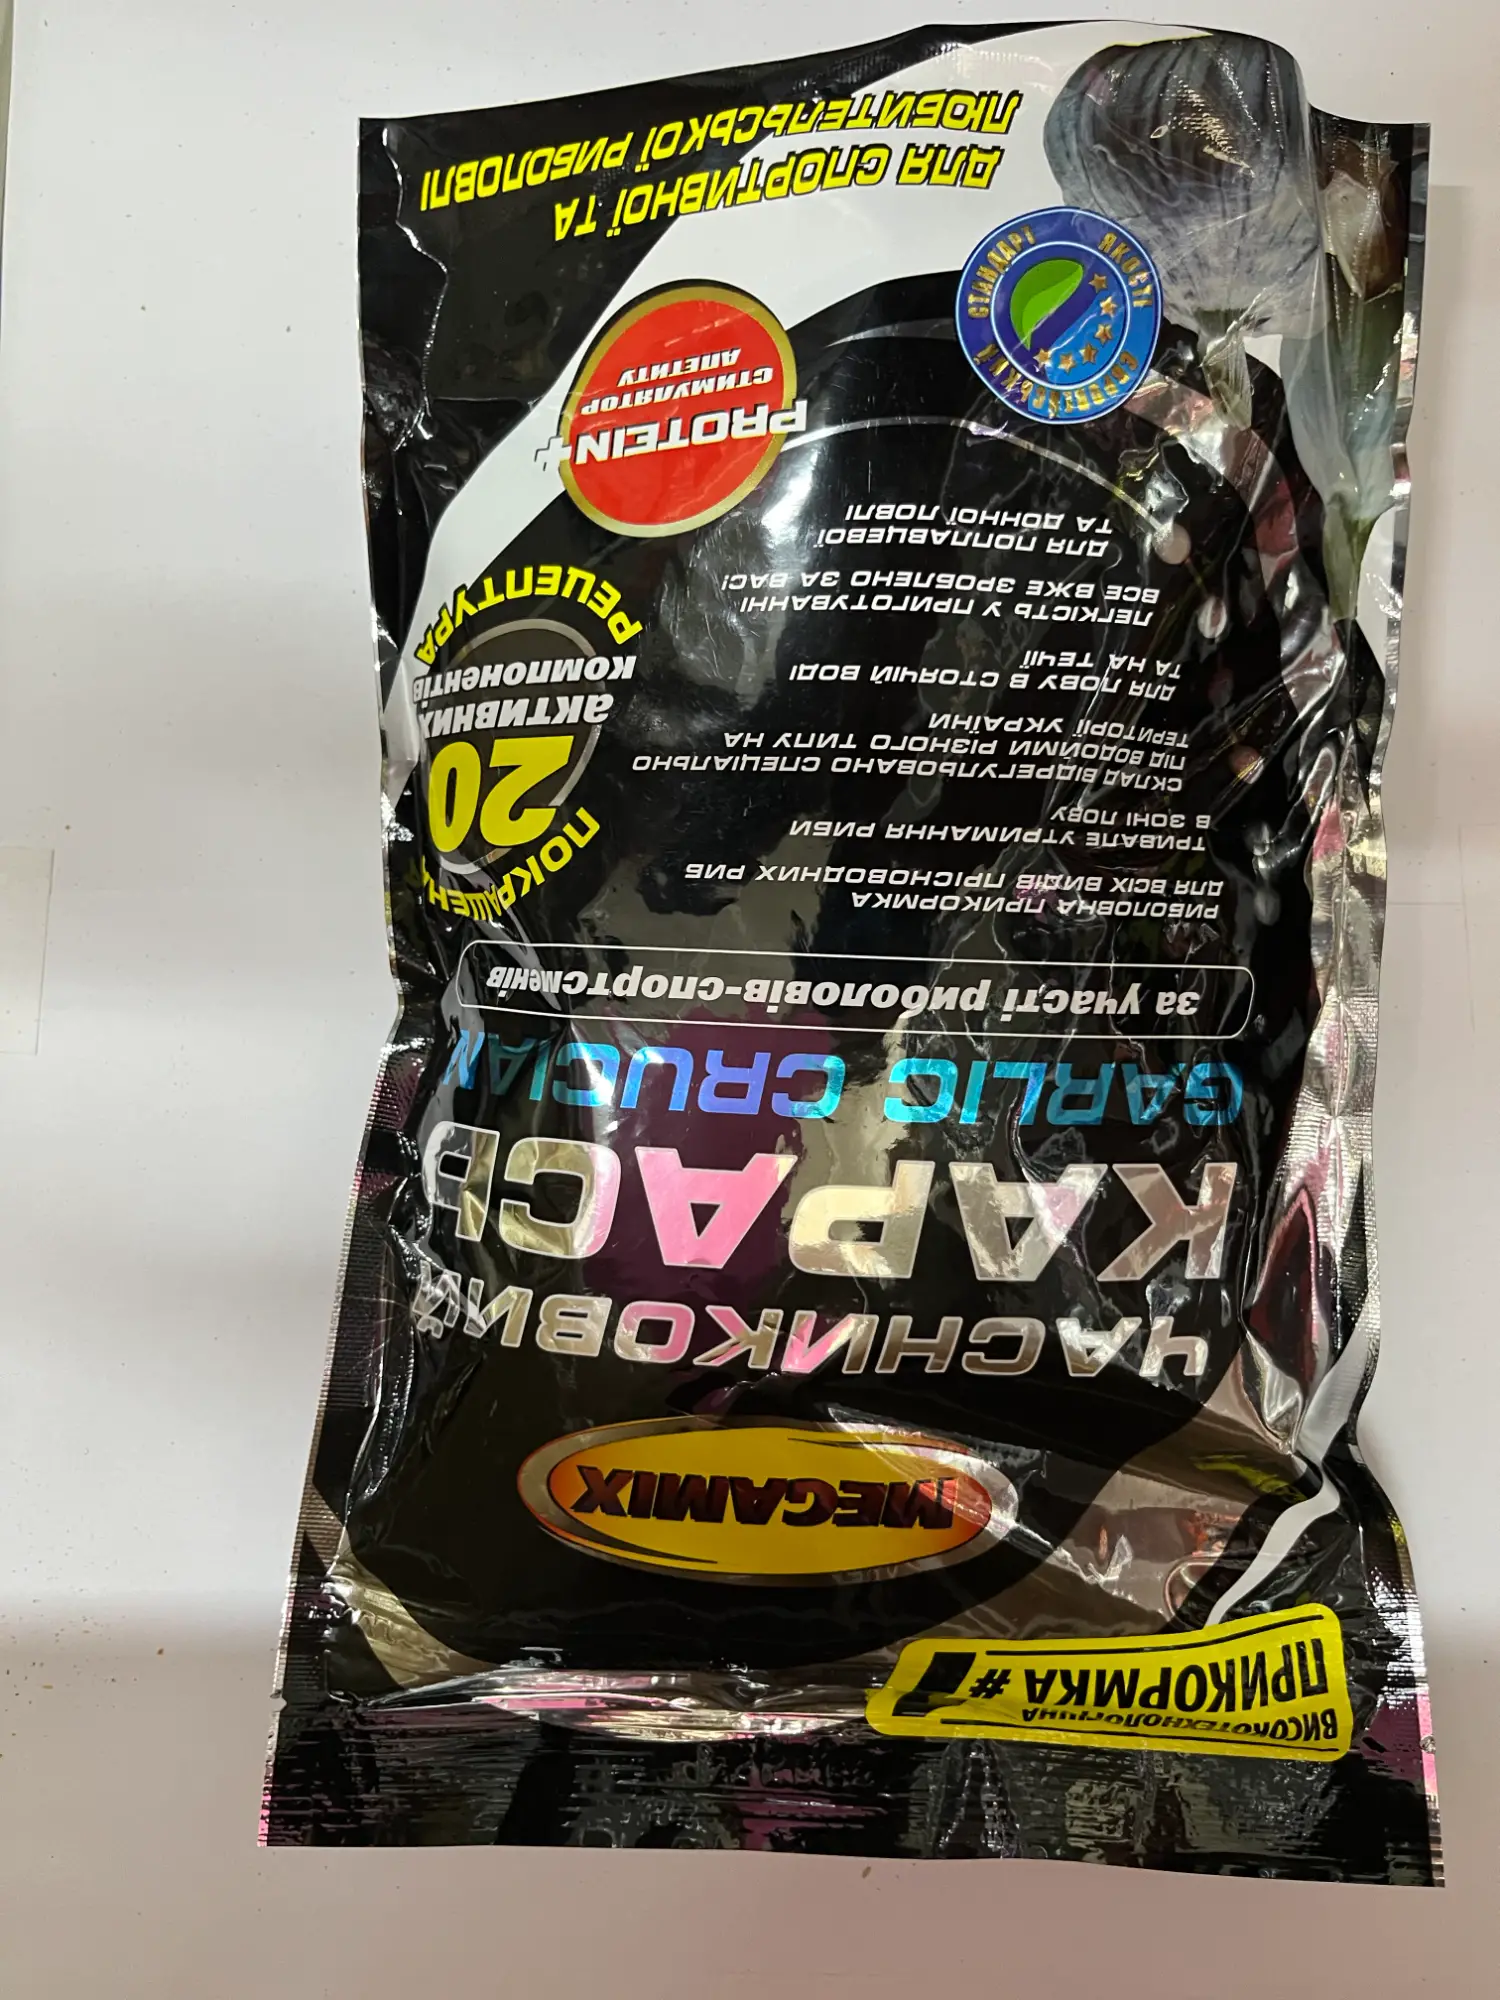 ВИСОКОТЕХНОЛОГІЧНА
ПРИКОРМКА #1
MEGAMIX
ЧАСНИКОВИЙ
КАРАСЬ
GARLIC CRUCIAN
за участі риболовів-спортсменів
РИБОЛОВНА ПРИКОРМКА
ДЛЯ ВСІХ ВИДІВ ПРІСНОВОДНИХ РИБ
ТРИВАЛЕ УТРИМАННЯ РИБИ
В ЗОНІ ЛОВУ
СКЛАД ВІДРЕГУЛЬОВАНО СПЕЦІАЛЬНО
ПІД ВОДОЙМИ РІЗНОГО ТИПУ НА
ТЕРИТОРІЇ УКРАЇНИ
ДЛЯ ЛОВУ В СТОЯЧІЙ ВОДІ
ТА НА ТЕЧІЇ
ЛЕГКІСТЬ У ПРИГОТУВАННІ
ВСЕ ВЖЕ ЗРОБЛЕНО ЗА ВАС!
ДЛЯ ПОПЛАВЦЕВОЇ
ТА ДОННОЇ ЛОВЛІ
ПОКРАЩЕНА
20
активних
компонентів
РЕЦЕПТУРА
PROTEIN+
СТИМУЛЯТОР
АПЕТИТУ
ЄВРОПЕЙСЬКИЙ СТАНДАРТ ЯКОСТІ
ДЛЯ СПОРТИВНОЇ ТА
ЛЮБИТЕЛЬСЬКОЇ РИБОЛОВЛІ